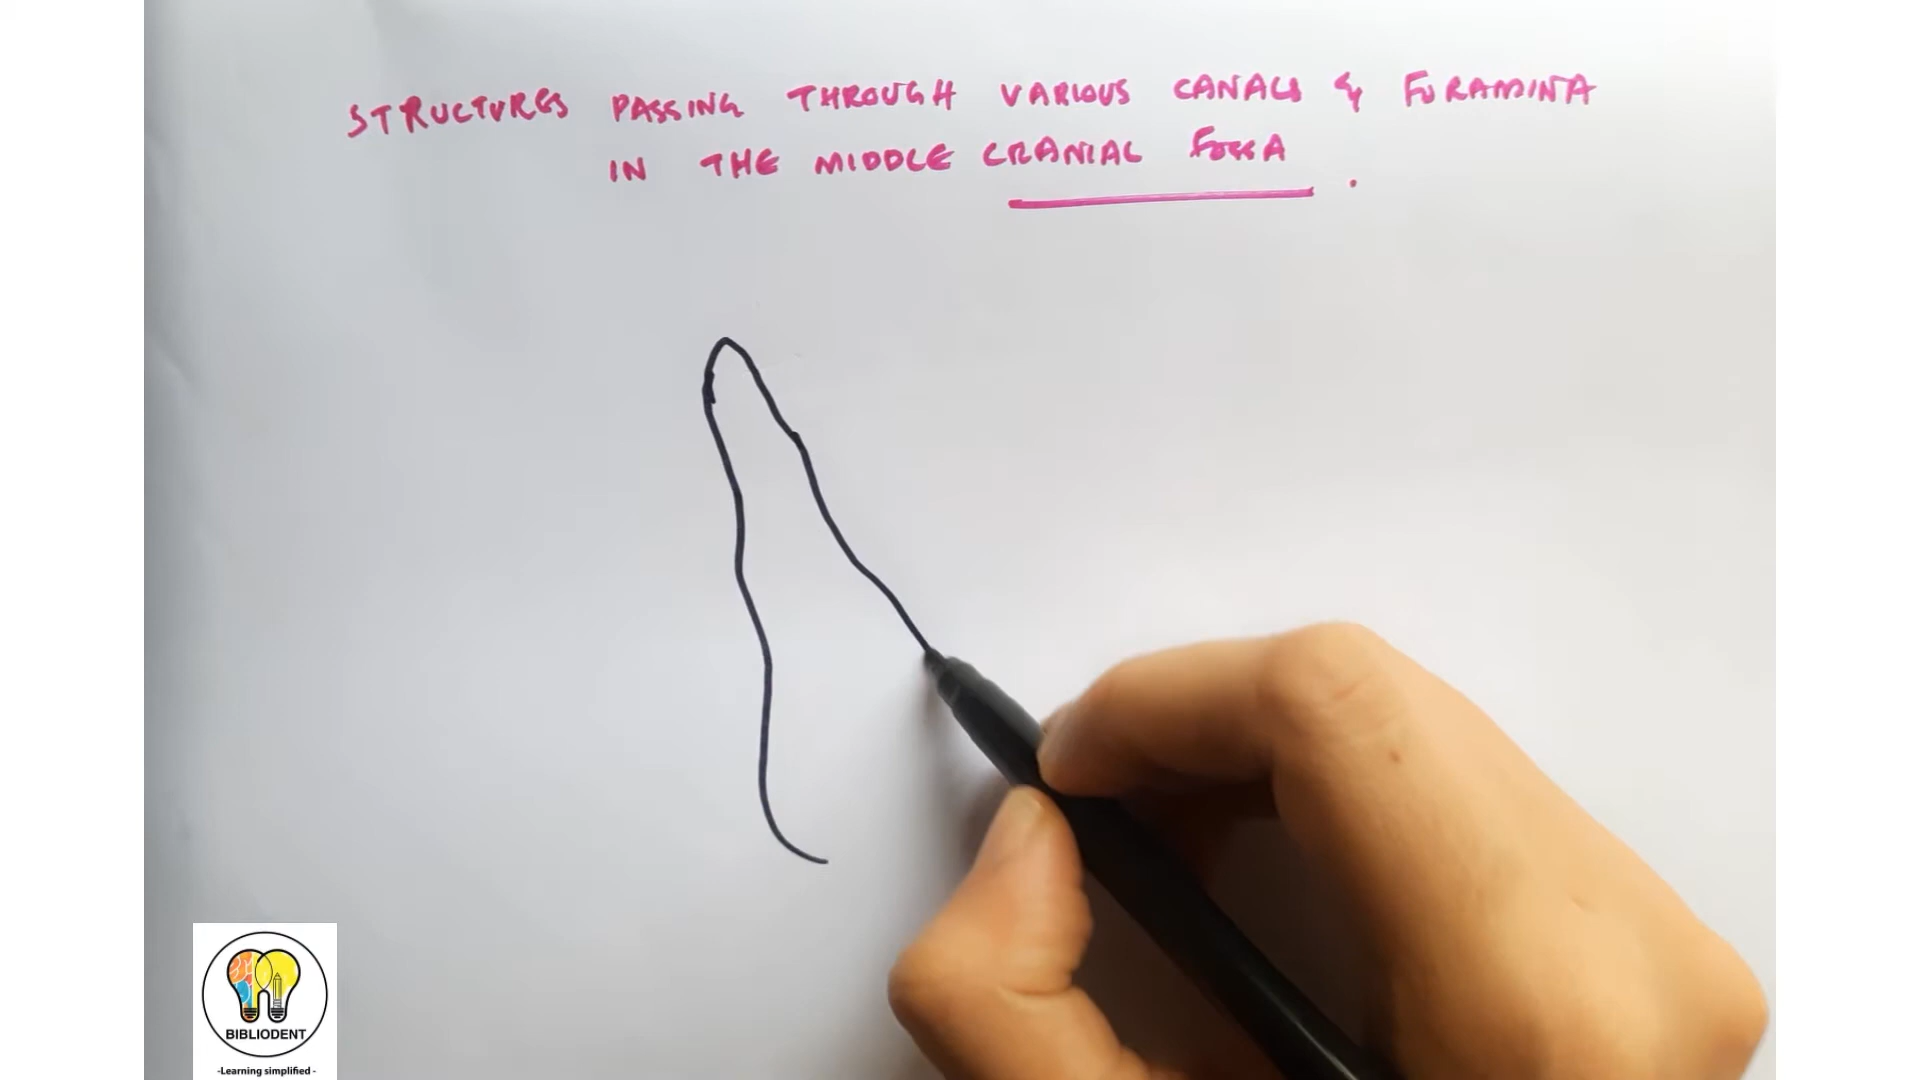 STRUCTURES PASSING THROUGH VARIOUS CANALS & FORAMINA
IN THE MIDDLE CRANIAL FOSSA.
BIBLIODENT
-Learning simplified-